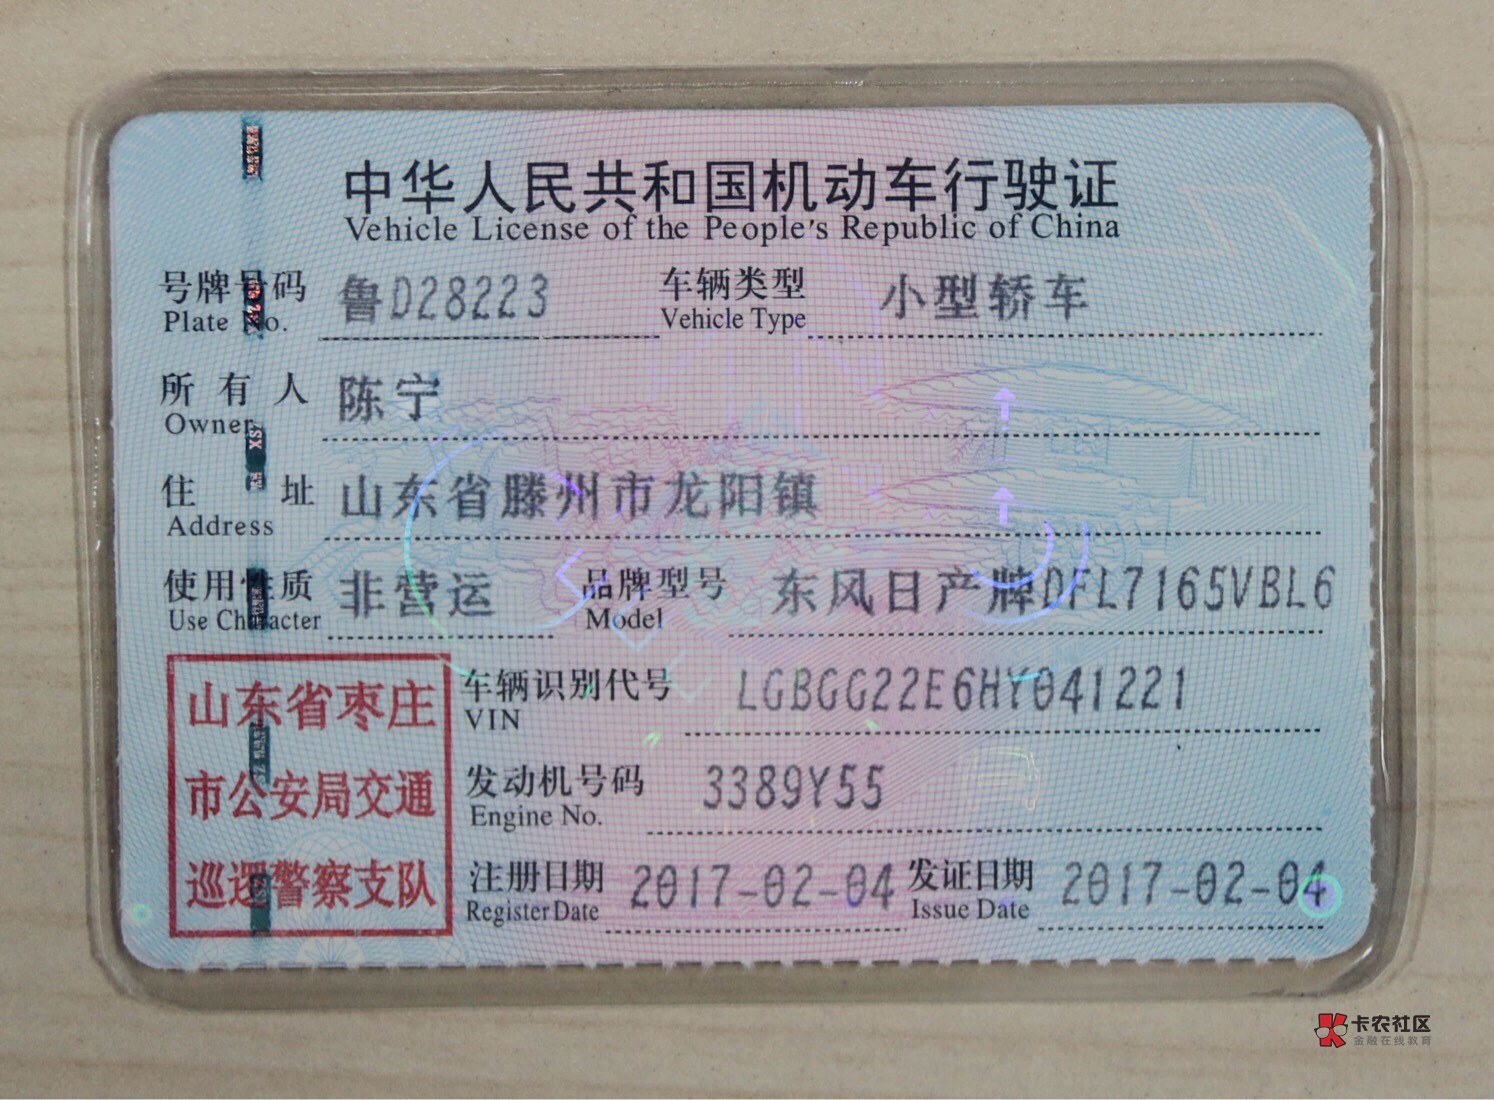 中华人民共和国机动车行驶证
Vehicle License of the People's Republic of China
号牌号码 鲁D28223 车辆类型 小型轿车
Plate No. Vehicle Type
所有人 陈宁
Owner
住址 山东省滕州市龙阳镇
Address
使用性质 非营运 品牌型号 东风日产牌DFL7165VBL6
Use Character Model
山东省枣庄
市公安局交通
巡逻警察支队
车辆识别代号 LGBGG22E6HY041221
VIN
发动机号码 3389Y55
Engine No.
注册日期 2017-02-04 发证日期 2017-02-04
Register Date Issue Date
卡农社区
金融在线教育